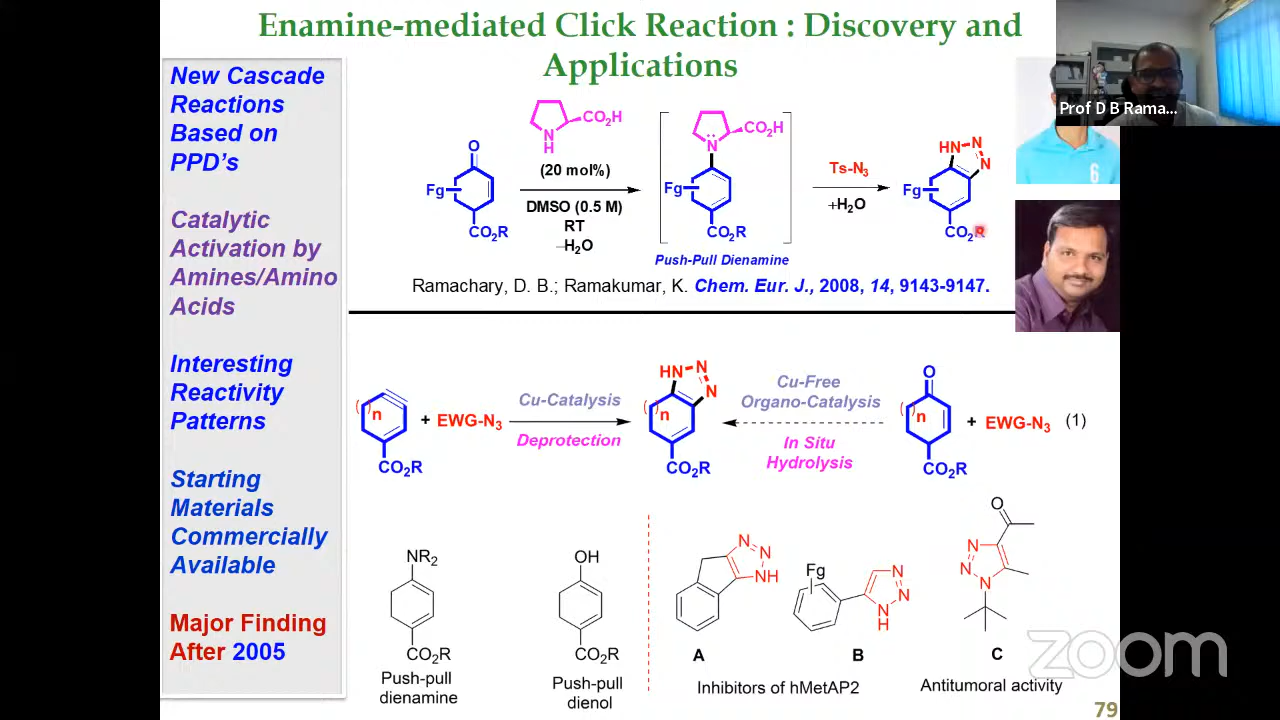 Enamine-mediated Click Reaction : Discovery and
Applications
Prof D B Rama...
6
New Cascade
Reactions
Based on
PPD's
Catalytic
Activation by
Amines/Amino
Acids
Interesting
Reactivity
Patterns
Starting
Materials
Commercially
Available
Major Finding
After 2005
O
Fg
CO2R
N
H
CO2H
(20 mol%)
DMSO (0.5 M)
RT
–H2O
N
CO2H
Fg
CO2R
Push-Pull Dienamine
Ts-N3
+H2O
HN
N
N
Fg
CO2R
Ramachary, D. B.; Ramakumar, K. Chem. Eur. J., 2008, 14, 9143-9147.
( )n
CO2R
+ EWG-N3
Cu-Catalysis
Deprotection
HN
N
N
( )n
CO2R
Cu-Free
Organo-Catalysis
In Situ
Hydrolysis
O
( )n
CO2R
+ EWG-N3 (1)
NR2
CO2R
Push-pull
dienamine
OH
CO2R
Push-pull
dienol
N
N
NH
A
Fg
N
N
N
H
B
Inhibitors of hMetAP2
O
N
N
N
C
Antitumoral activity
zoom
79